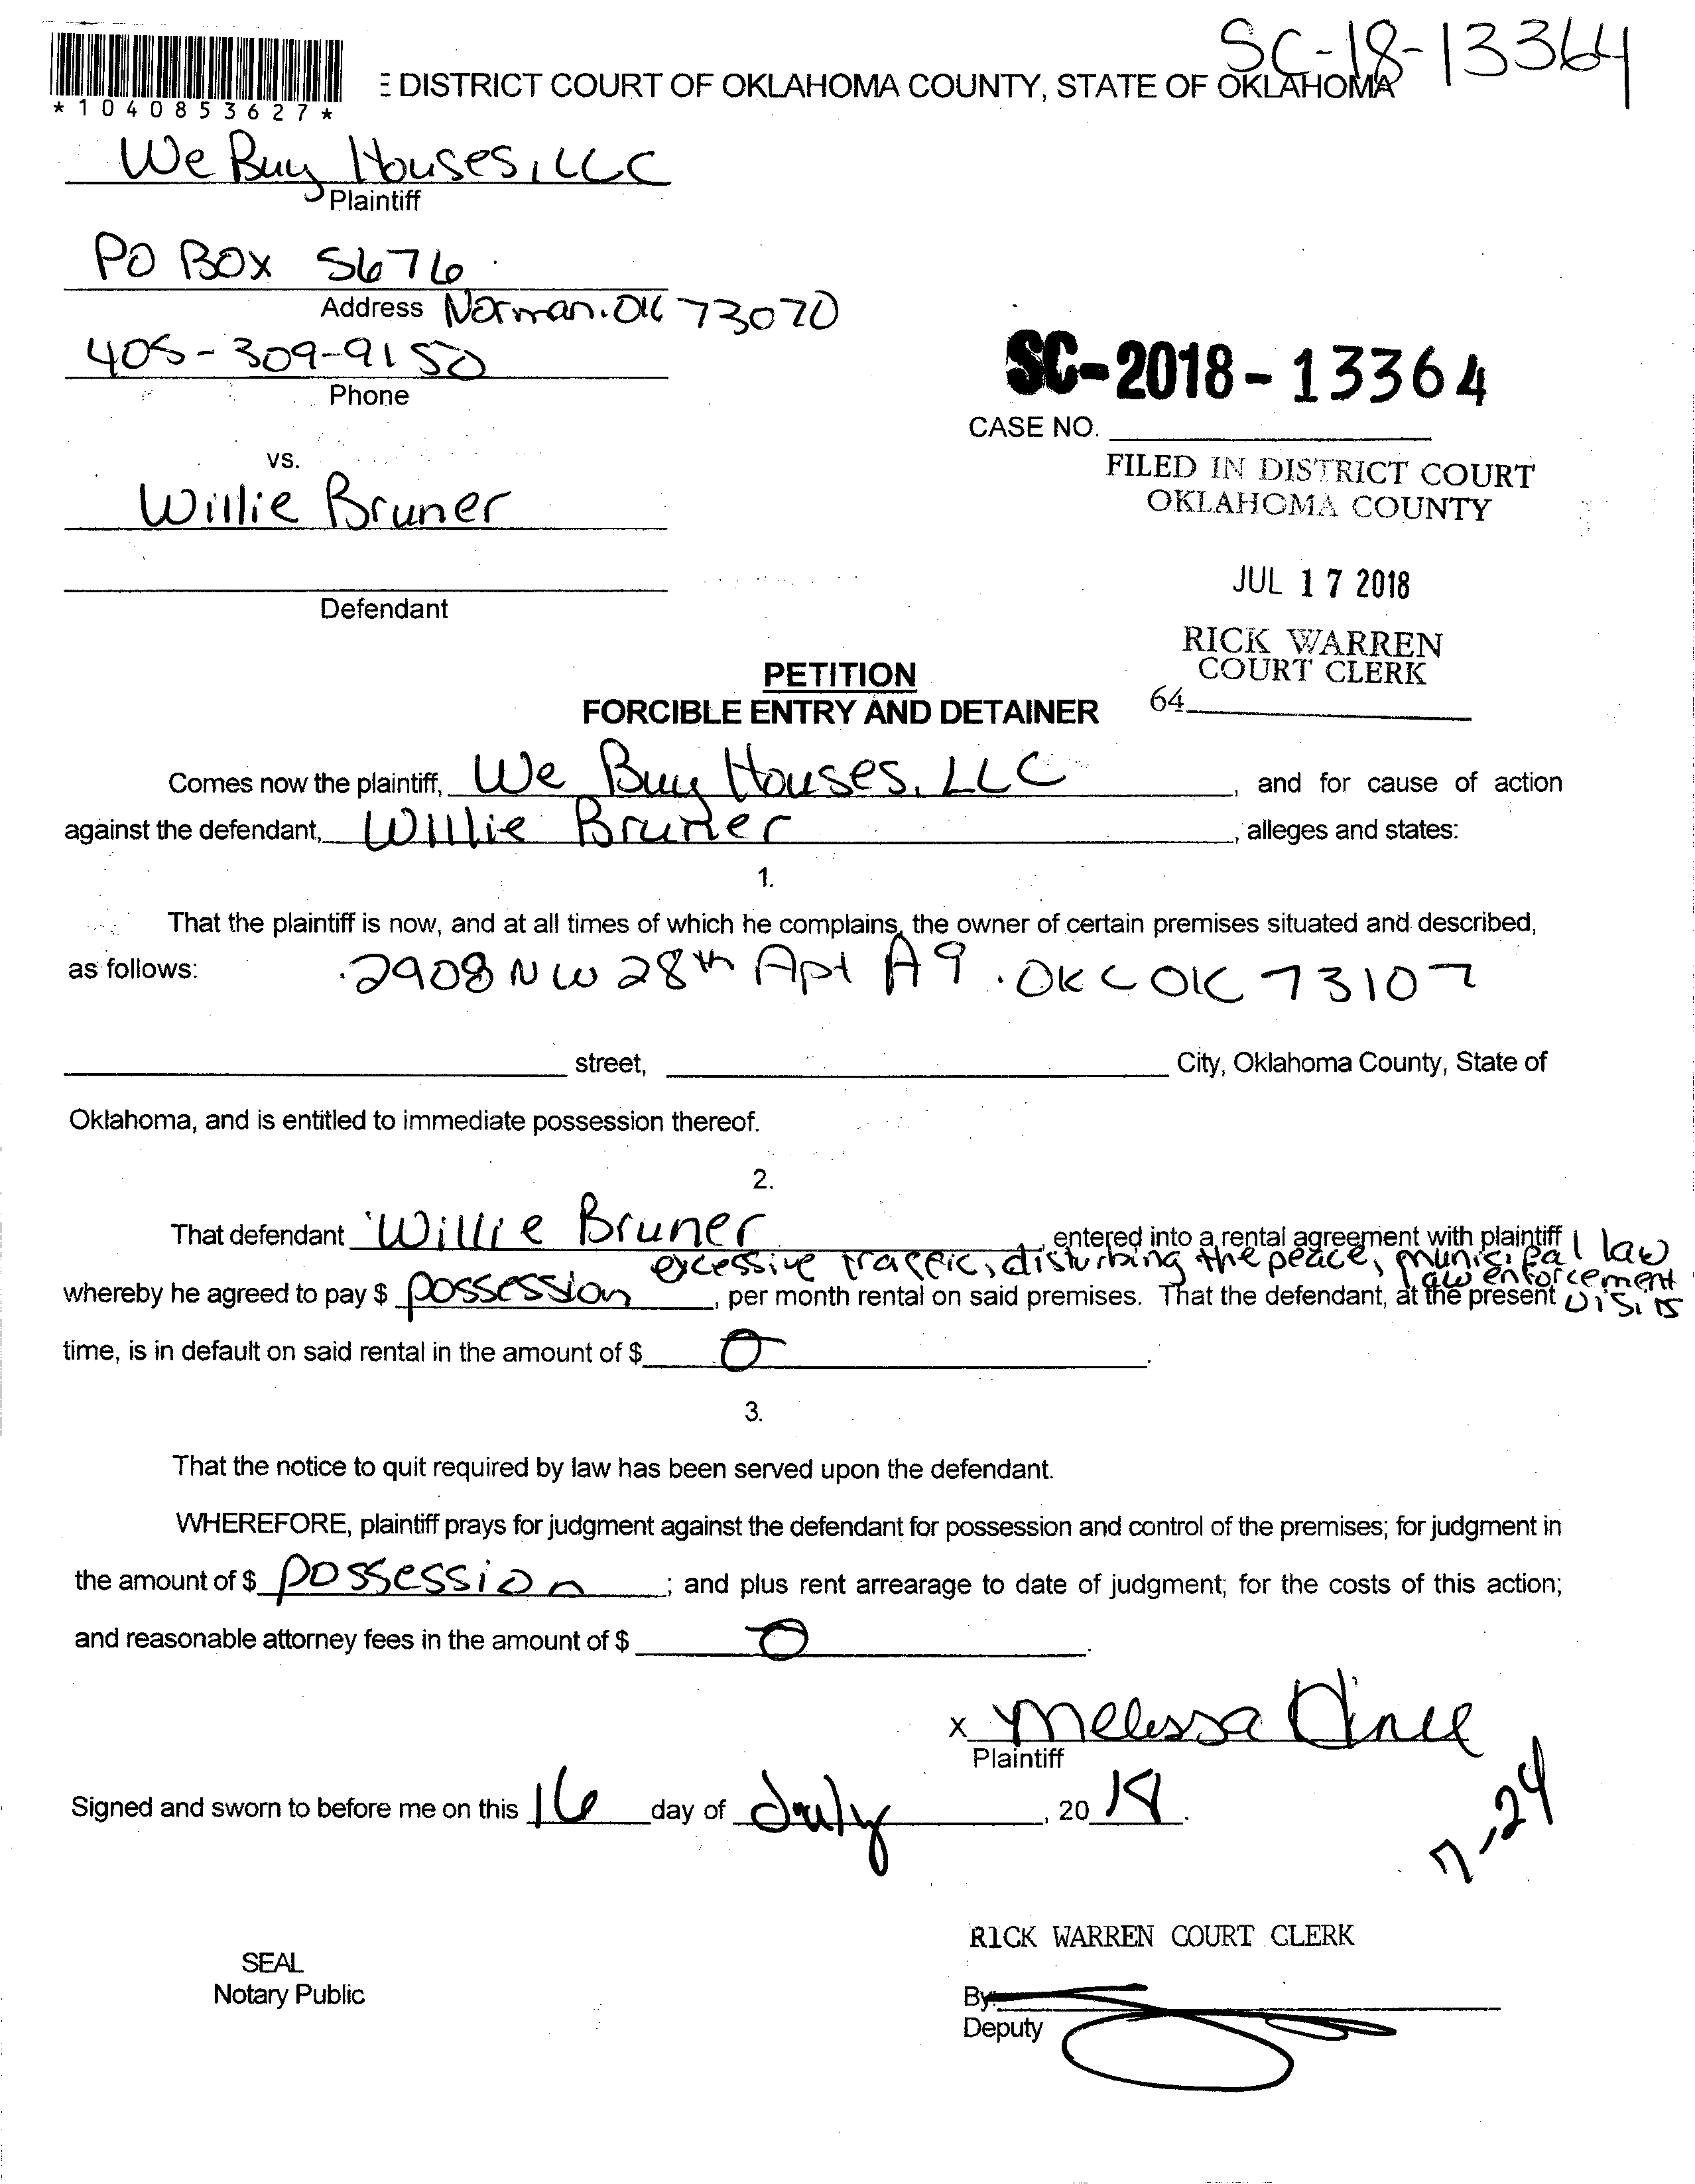 SC-18-13364
*1040853627*
E DISTRICT COURT OF OKLAHOMA COUNTY, STATE OF OKLAHOMA
We Buy Houses, LLC
Plaintiff
PO BOX 5676
Address Norman. OK 73070
405-309-9150
Phone
SC-2018-13364
CASE NO.
vs.
FILED IN DISTRICT COURT
OKLAHOMA COUNTY
Willie Bruner
JUL 17 2018
Defendant
RICK WARREN
COURT CLERK
64
PETITION
FORCIBLE ENTRY AND DETAINER
Comes now the plaintiff, We Buy Houses, LLC, and for cause of action
against the defendant, Willie Bruner, alleges and states:
1.
That the plaintiff is now, and at all times of which he complains, the owner of certain premises situated and described,
as follows: 2908 NW 28th Apt A9. OKC OK 73107
street, City, Oklahoma County, State of
Oklahoma, and is entitled to immediate possession thereof.
2.
That defendant Willie Bruner, entered into a rental agreement with plaintiff
excessive traffic, disturbing the peace, municipal law
law enforcement
whereby he agreed to pay $ possession, per month rental on said premises. That the defendant, at the present visits
time, is in default on said rental in the amount of $ 0.
3.
That the notice to quit required by law has been served upon the defendant.
WHEREFORE, plaintiff prays for judgment against the defendant for possession and control of the premises; for judgment in
the amount of $ possession; and plus rent arrearage to date of judgment; for the costs of this action;
and reasonable attorney fees in the amount of $ 0.
x Melissa
Plaintiff
Signed and sworn to before me on this 16 day of July, 2018.
7-24
RICK WARREN COURT CLERK
SEAL
Notary Public
By:
Deputy